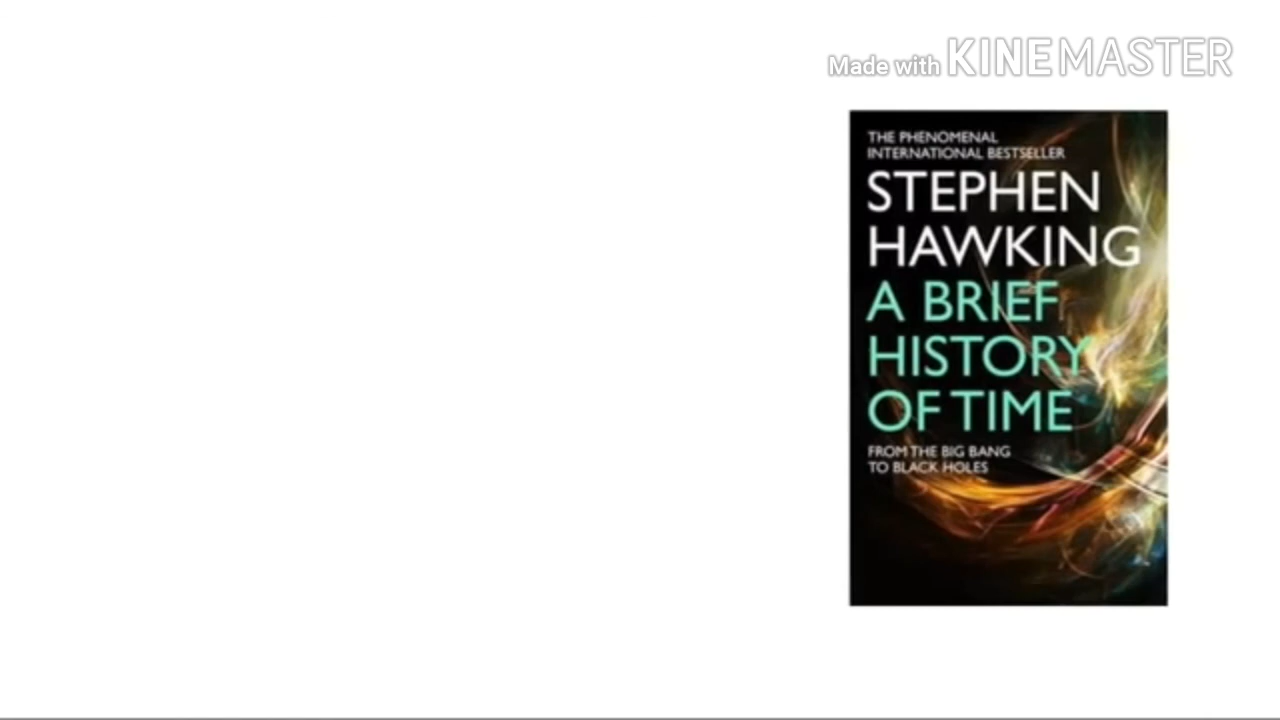 Made with KINEMASTER
THE PHENOMENAL
INTERNATIONAL BESTSELLER
STEPHEN
HAWKING
A BRIEF
HISTORY
OF TIME
FROM THE BIG BANG
TO BLACK HOLES